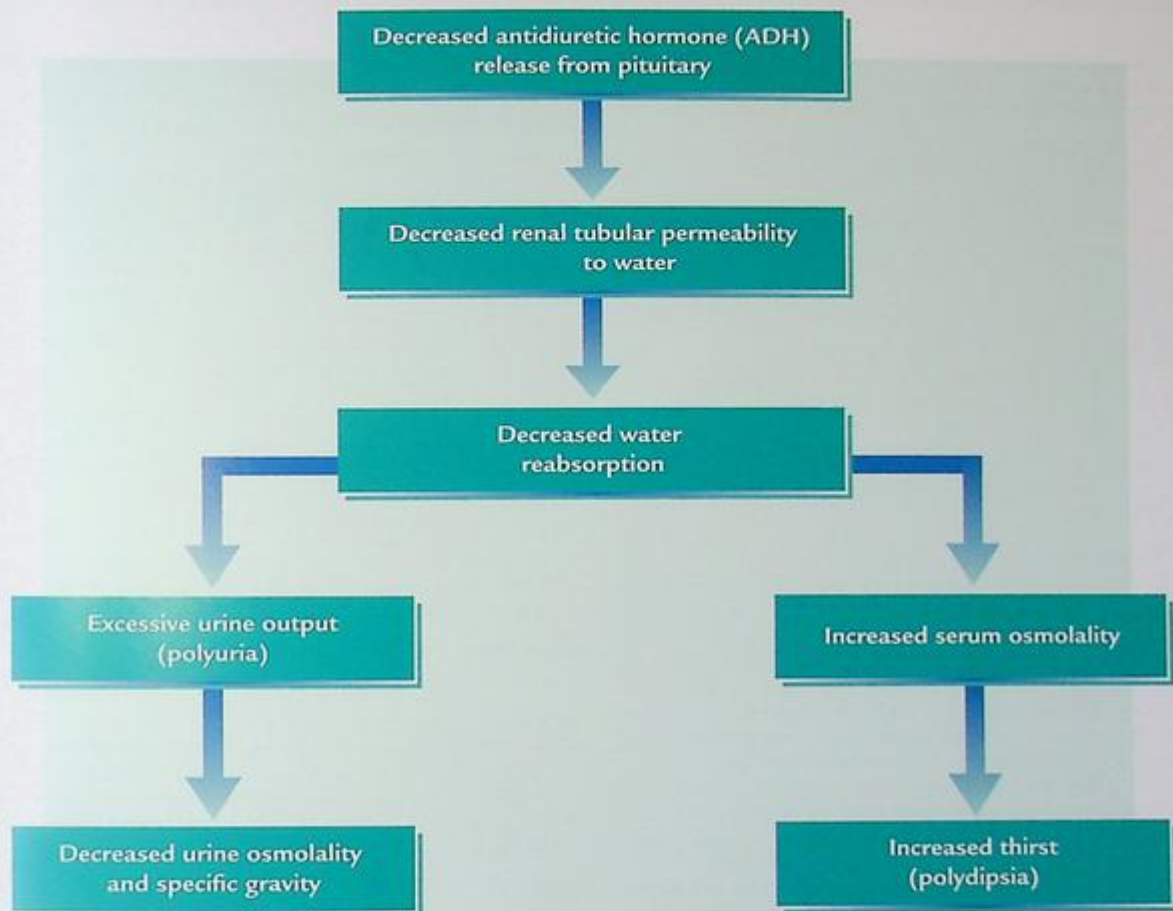 Decreased antidiuretic hormone (ADH)
release from pituitary
Decreased renal tubular permeability
to water
Decreased water
reabsorption
Excessive urine output
(polyuria)
Decreased urine osmolality
and specific gravity
Increased serum osmolality
Increased thirst
(polydipsia)